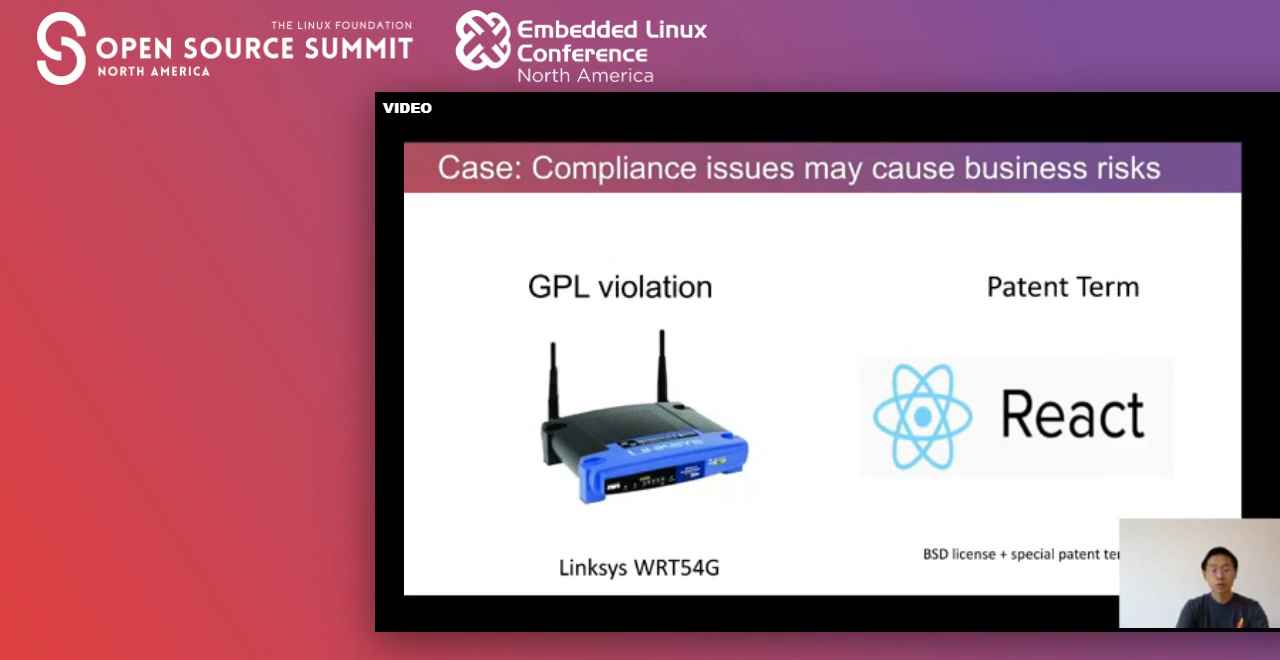 THE LINUX FOUNDATION
OPEN SOURCE SUMMIT
NORTH AMERICA
Embedded Linux
Conference
North America
VIDEO
Case: Compliance issues may cause business risks
GPL violation
Patent Term
LINKSYS
React
BSD license + special patent
Linksys WRT54G